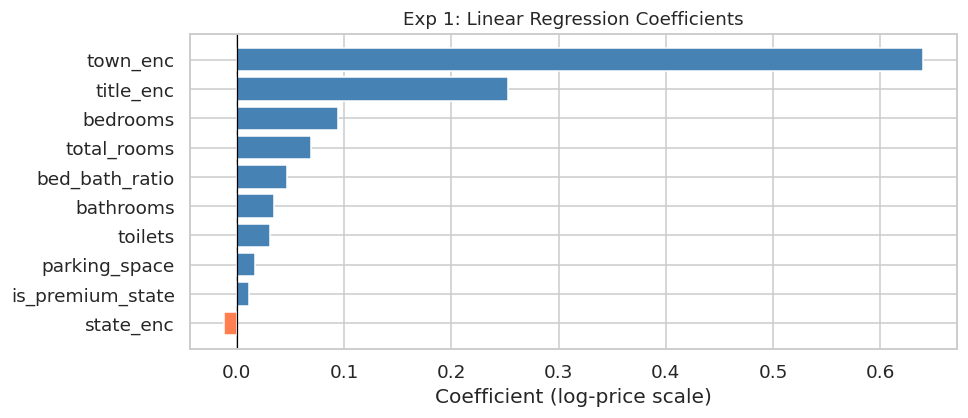 Exp 1: Linear Regression Coefficients
town_enc
title_enc
bedrooms
total_rooms
bed_bath_ratio
bathrooms
toilets
parking_space
is_premium_state
state_enc
0.0 0.1 0.2 0.3 0.4 0.5 0.6
Coefficient (log-price scale)